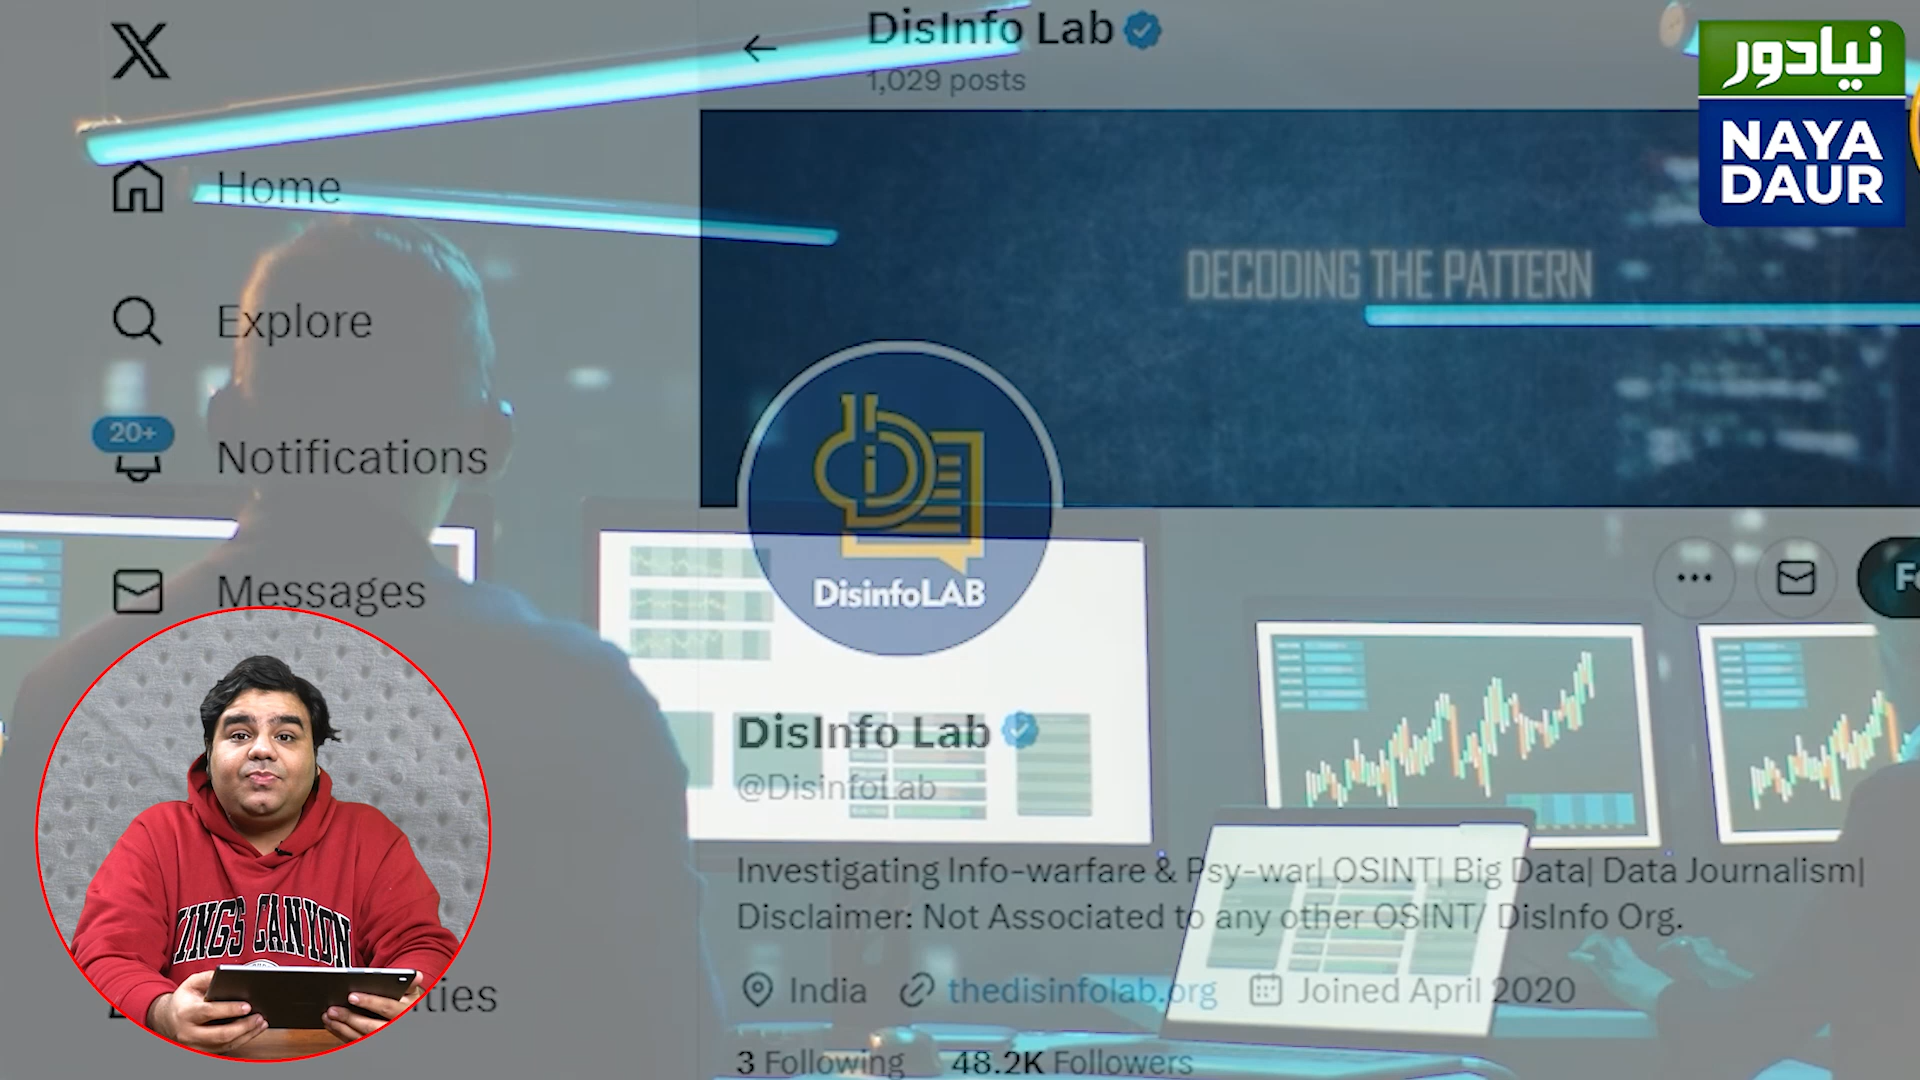 DisInfo Lab
1,029 posts
نیادور
NAYA
DAUR
Home
DECODING THE PATTERN
Explore
20+
Notifications
Messages
DisinfoLAB
DisInfo Lab
@DisinfoLab
Investigating Info-warfare & Psy-war| OSINT| Big Data| Data Journalism|
Disclaimer: Not Associated to any other OSINT/ DisInfo Org.
India
thedisinfolab.org
Joined April 2020
3 Following
48.2K Followers
CANYON